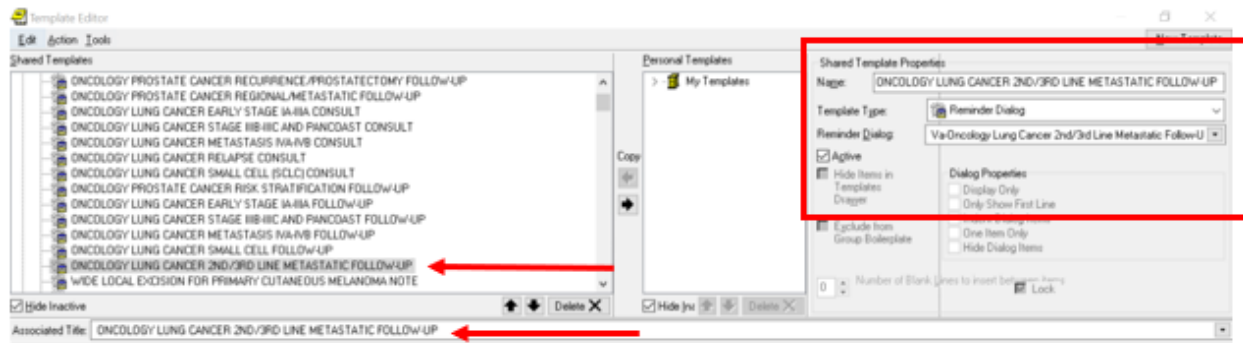 Template Editor
Edit Action Tools
New Template
Shared Templates
ONCOLOGY PROSTATE CANCER RECURRENCE/PROSTATECTOMY FOLLOW-UP
ONCOLOGY PROSTATE CANCER REGIONAL/METASTATIC FOLLOW-UP
ONCOLOGY LUNG CANCER EARLY STAGE IA-IIIA CONSULT
ONCOLOGY LUNG CANCER STAGE IIIB-IIIC AND PANCOAST CONSULT
ONCOLOGY LUNG CANCER METASTASIS IVA-IVB CONSULT
ONCOLOGY LUNG CANCER RELAPSE CONSULT
ONCOLOGY LUNG CANCER SMALL CELL (SCLC) CONSULT
ONCOLOGY PROSTATE CANCER RISK STRATIFICATION FOLLOW-UP
ONCOLOGY LUNG CANCER EARLY STAGE IA-IIIA FOLLOW-UP
ONCOLOGY LUNG CANCER STAGE IIIB-IIIC AND PANCOAST FOLLOW-UP
ONCOLOGY LUNG CANCER METASTASIS IVA-IVB FOLLOW-UP
ONCOLOGY LUNG CANCER SMALL CELL FOLLOW-UP
ONCOLOGY LUNG CANCER 2ND/3RD LINE METASTATIC FOLLOW-UP
WIDE LOCAL EXCISION FOR PRIMARY CUTANEOUS MELANOMA NOTE
Hide Inactive
Delete
Copy
Personal Templates
My Templates
Hide Ina
Delete
Shared Template Properties
Name: ONCOLOGY LUNG CANCER 2ND/3RD LINE METASTATIC FOLLOW-UP
Template Type: Reminder Dialog
Reminder Dialog: Va-Oncology Lung Cancer 2nd/3rd Line Metastatic Follow-U
Active
Hide Items in
Templates
Drawer
Exclude from
Group Boilerplate
Dialog Properties
Display Only
Only Show First Line
One Item Only
Hide Dialog Items
0 Number of Blank Lines to insert between items
Lock
Associated Title: ONCOLOGY LUNG CANCER 2ND/3RD LINE METASTATIC FOLLOW-UP